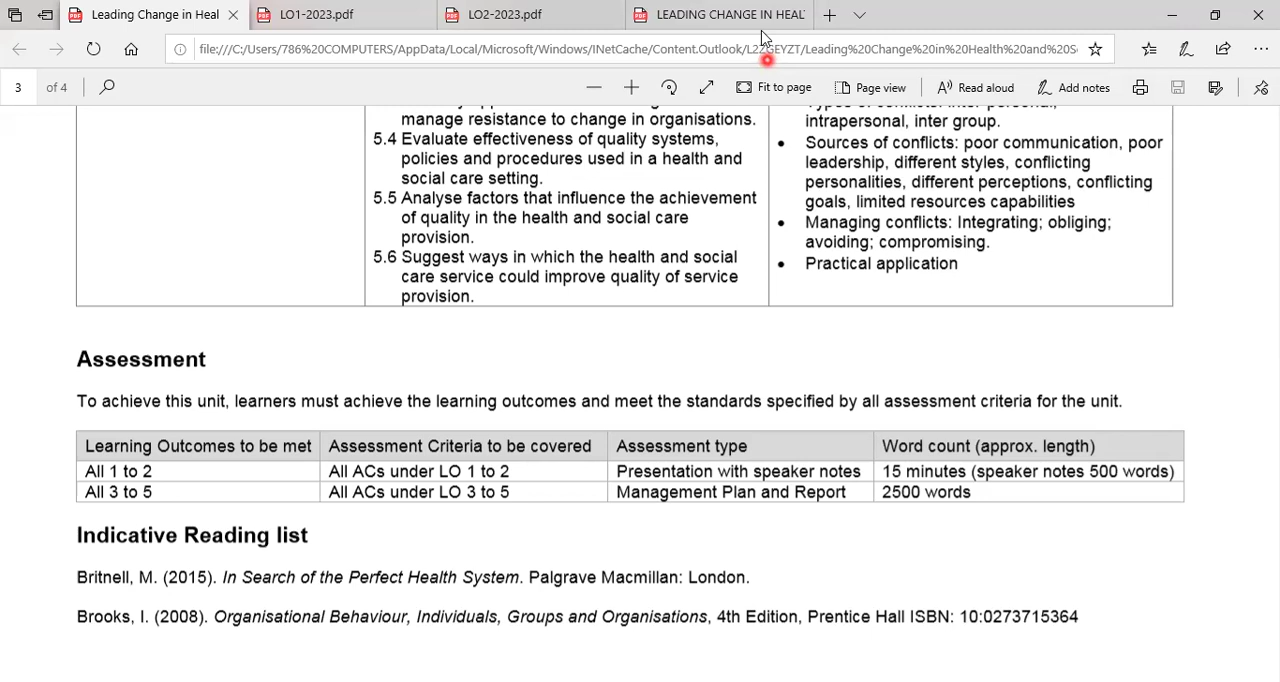 Leading Change in Heal
LO1-2023.pdf
LO2-2023.pdf
LEADING CHANGE IN HEAL
file:///C:/Users/786%20COMPUTERS/AppData/Local/Microsoft/Windows/INetCache/Content.Outlook/L2ZGEYZT/Leading%20Change%20in%20Health%20and%20S
3 of 4
Fit to page
Page view
Read aloud
Add notes
manage resistance to change in organisations.
5.4 Evaluate effectiveness of quality systems,
policies and procedures used in a health and
social care setting.
5.5 Analyse factors that influence the achievement
of quality in the health and social care
provision.
5.6 Suggest ways in which the health and social
care service could improve quality of service
provision.
Types of conflicts: inter personal,
intrapersonal, inter group.
• Sources of conflicts: poor communication, poor
leadership, different styles, conflicting
personalities, different perceptions, conflicting
goals, limited resources capabilities
• Managing conflicts: Integrating; obliging;
avoiding; compromising.
• Practical application
Assessment
To achieve this unit, learners must achieve the learning outcomes and meet the standards specified by all assessment criteria for the unit.
Learning Outcomes to be met Assessment Criteria to be covered Assessment type Word count (approx. length)
All 1 to 2 All ACs under LO 1 to 2 Presentation with speaker notes 15 minutes (speaker notes 500 words)
All 3 to 5 All ACs under LO 3 to 5 Management Plan and Report 2500 words
Indicative Reading list
Britnell, M. (2015). In Search of the Perfect Health System. Palgrave Macmillan: London.
Brooks, I. (2008). Organisational Behaviour, Individuals, Groups and Organisations, 4th Edition, Prentice Hall ISBN: 10:0273715364